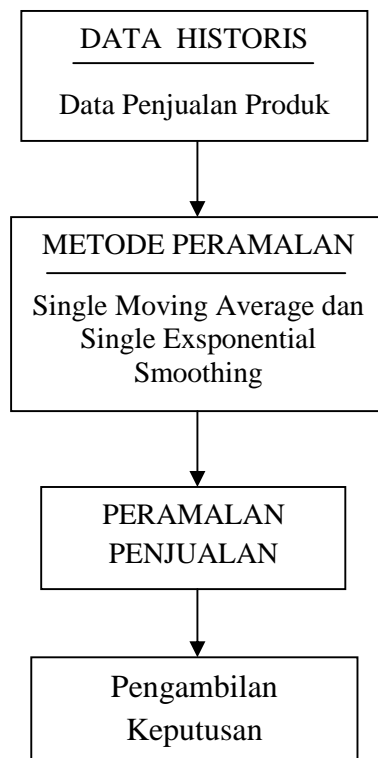 DATA HISTORIS
Data Penjualan Produk
METODE PERAMALAN
Single Moving Average dan
Single Exsponential
Smoothing
PERAMALAN
PENJUALAN
Pengambilan
Keputusan